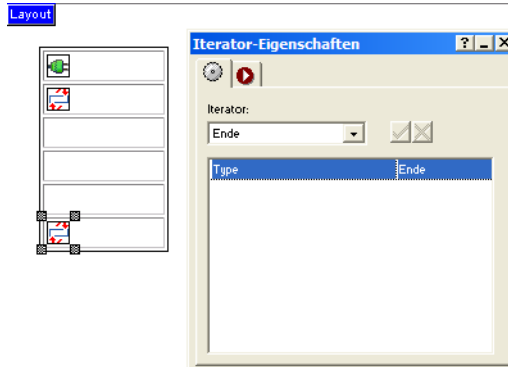 Layout
Iterator-Eigenschaften
Iterator:
Ende
Type Ende